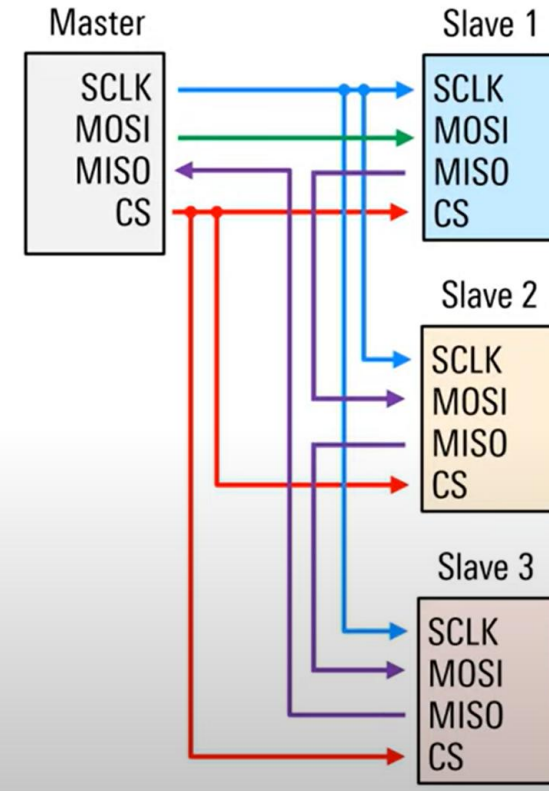 Master
SCLK
MOSI
MISO
CS
Slave 1
SCLK
MOSI
MISO
CS
Slave 2
SCLK
MOSI
MISO
CS
Slave 3
SCLK
MOSI
MISO
CS